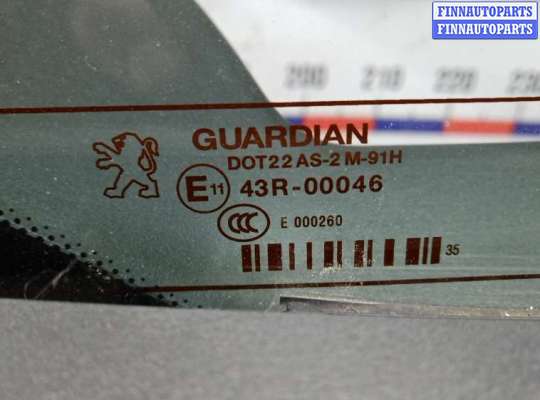 FINNAUTOPARTS
FINNAUTOPARTS
200 210 220 230
GUARDIAN
DOT22 AS-2 M-91H
E11 43R-00046
CCC E 000260
35